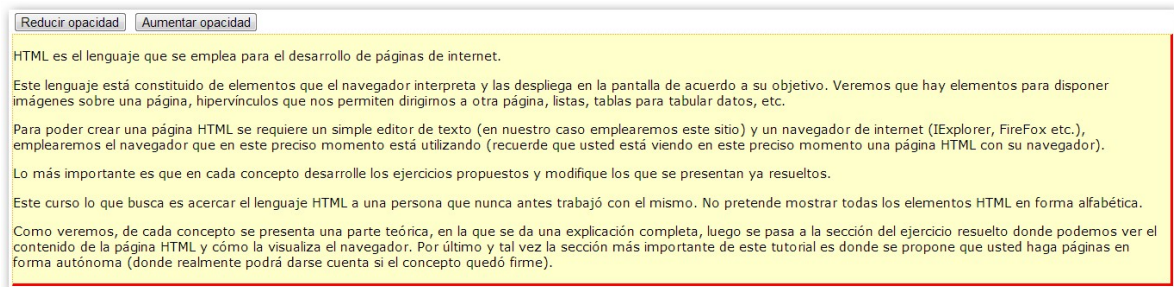 Reducir opacidad Aumentar opacidad
HTML es el lenguaje que se emplea para el desarrollo de páginas de internet.
Este lenguaje está constituido de elementos que el navegador interpreta y las despliega en la pantalla de acuerdo a su objetivo. Veremos que hay elementos para disponer
imágenes sobre una página, hipervínculos que nos permiten dirigirnos a otra página, listas, tablas para tabular datos, etc.
Para poder crear una página HTML se requiere un simple editor de texto (en nuestro caso emplearemos este sitio) y un navegador de internet (IExplorer, FireFox etc.),
emplearemos el navegador que en este preciso momento está utilizando (recuerde que usted está viendo en este preciso momento una página HTML con su navegador).
Lo más importante es que en cada concepto desarrolle los ejercicios propuestos y modifique los que se presentan ya resueltos.
Este curso lo que busca es acercar el lenguaje HTML a una persona que nunca antes trabajó con el mismo. No pretende mostrar todas los elementos HTML en forma alfabética.
Como veremos, de cada concepto se presenta una parte teórica, en la que se da una explicación completa, luego se pasa a la sección del ejercicio resuelto donde podemos ver el
contenido de la página HTML y cómo la visualiza el navegador. Por último y tal vez la sección más importante de este tutorial es donde se propone que usted haga páginas en
forma autónoma (donde realmente podrá darse cuenta si el concepto quedó firme).